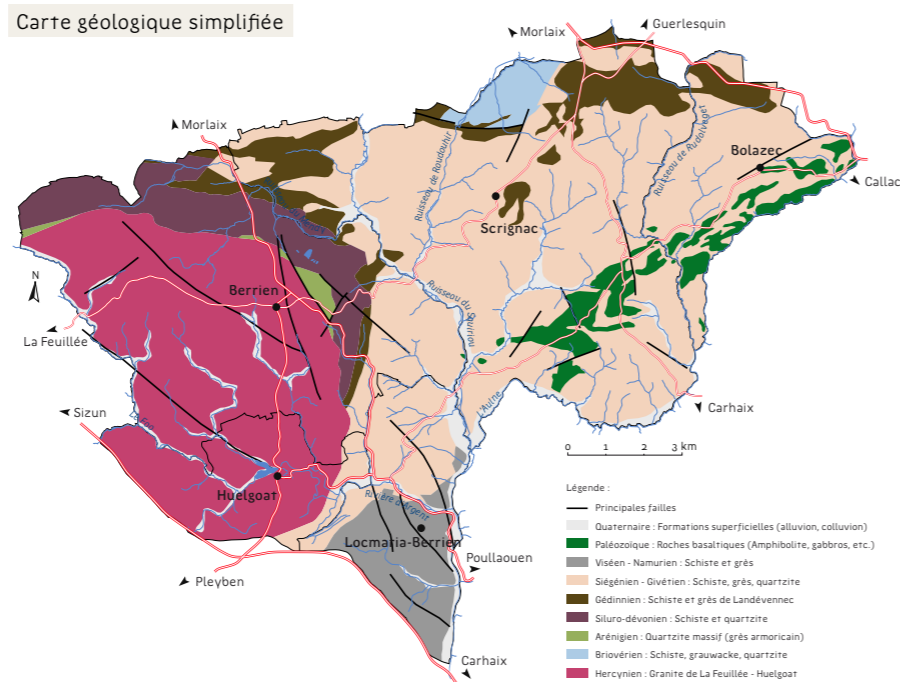 Carte géologique simplifiée
Morlaix
Guerlesquin
Morlaix
Ruisseau de Roudouhir
Ruisseau de Rudalveget
Bolazec
Callac
Scrignac
N
Berrien
Ruisseau du Squiriou
La Feuillée
L'Aulne
Carhaix
Sizun
Le Fao
0 1 2 3 km
Huelgoat
Rivière d'Argent
Locmaria-Berrien
Poullaouen
Pleyben
Carhaix
Légende :
Principales failles
Quaternaire : Formations superficielles (alluvion, colluvion)
Paléozoïque : Roches basaltiques (Amphibolite, gabbros, etc.)
Viséen - Namurien : Schiste et grès
Siégénien - Givétien : Schiste, grès, quartzite
Gédinnien : Schiste et grès de Landévennec
Siluro-dévonien : Schiste et quartzite
Arénigien : Quartzite massif (grès armoricain)
Briovérien : Schiste, grauwacke, quartzite
Hercynien : Granite de La Feuillée - Huelgoat